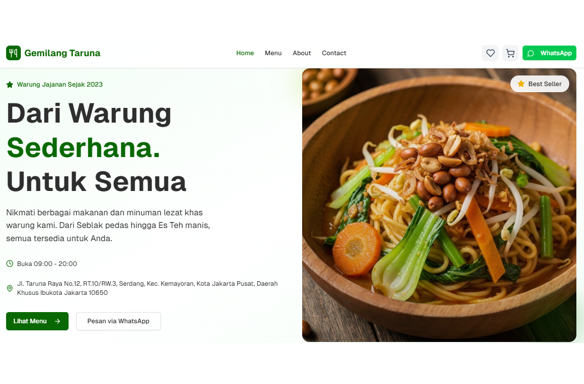 Gemilang Taruna
Home Menu About Contact
WhatsApp
Warung Jajanan Sejak 2023
Dari Warung
Sederhana.
Untuk Semua
Nikmati berbagai makanan dan minuman lezat khas
warung kami. Dari Seblak pedas hingga Es Teh manis,
semua tersedia untuk Anda.
Buka 09:00 - 20:00
Jl. Taruna Raya No.12, RT.10/RW.3, Serdang, Kec. Kemayoran, Kota Jakarta Pusat, Daerah
Khusus Ibukota Jakarta 10650
Lihat Menu
Pesan via WhatsApp
Best Seller